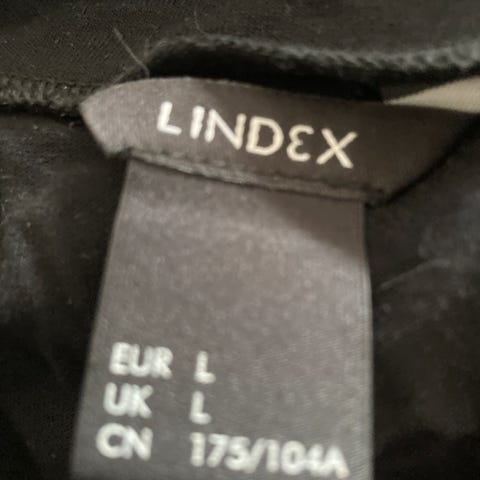 LINDEX
EUR L
UK L
CN 175/104A